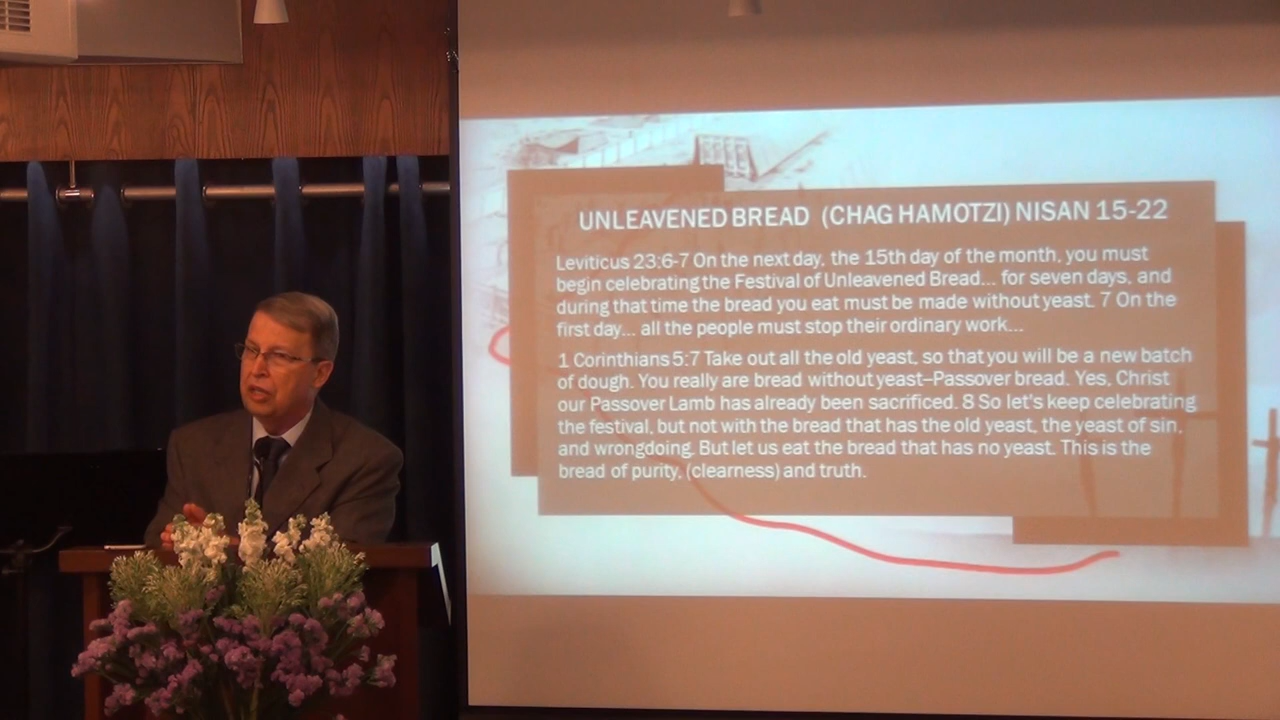 UNLEAVENED BREAD (CHAG HAMOTZI) NISAN 15-22
Leviticus 23:6-7 On the next day, the 15th day of the month, you must
begin celebrating the Festival of Unleavened Bread... for seven days, and
during that time the bread you eat must be made without yeast. 7 On the
first day... all the people must stop their ordinary work...
1 Corinthians 5:7 Take out all the old yeast, so that you will be a new batch
of dough. You really are bread without yeast–Passover bread. Yes, Christ
our Passover Lamb has already been sacrificed. 8 So let's keep celebrating
the festival, but not with the bread that has the old yeast, the yeast of sin,
and wrongdoing. But let us eat the bread that has no yeast. This is the
bread of purity, (clearness) and truth.